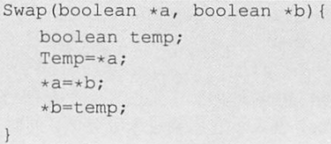 Swap(boolean *a, boolean *b){
boolean temp;
Temp=*a;
*a=*b;
*b=temp;
}